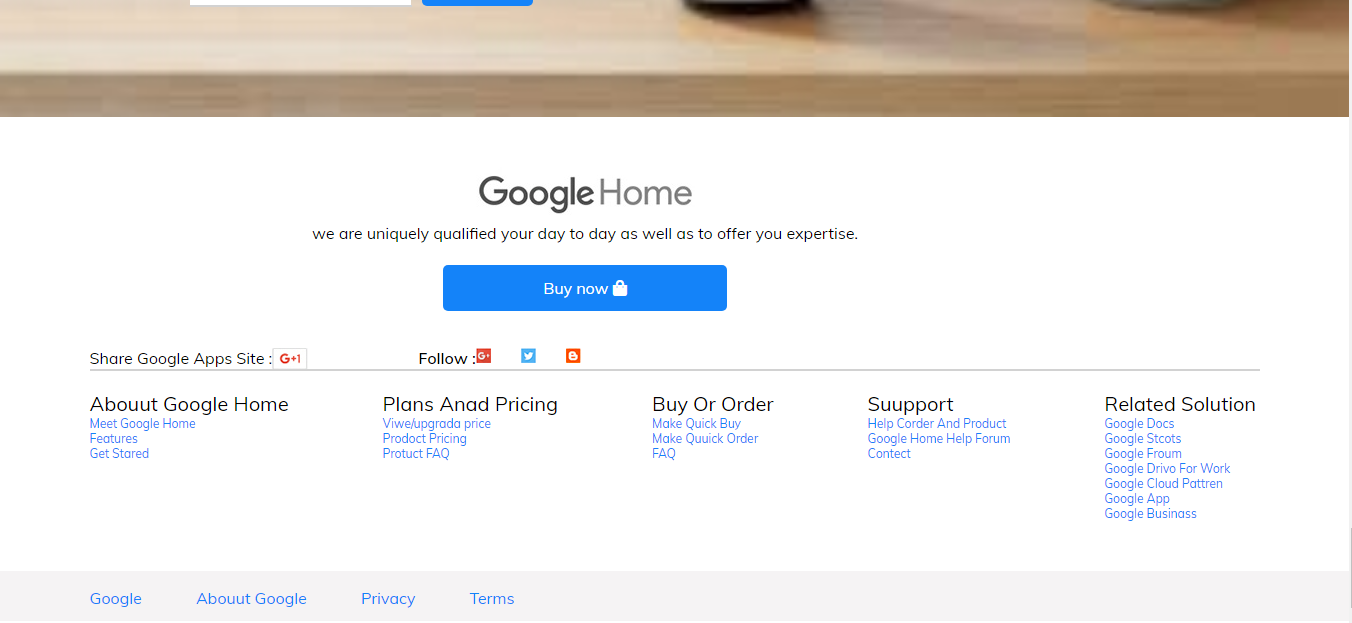 Google Home
we are uniquely qualified your day to day as well as to offer you expertise.
Buy now
Share Google Apps Site : G+1 Follow : G+
Abouut Google Home
Meet Google Home
Features
Get Stared
Plans Anad Pricing
Viwe/upgrada price
Prodoct Pricing
Protuct FAQ
Buy Or Order
Make Quick Buy
Make Quuick Order
FAQ
Suupport
Help Corder And Product
Google Home Help Forum
Contect
Related Solution
Google Docs
Google Stcots
Google Froum
Google Drivo For Work
Google Cloud Pattren
Google App
Google Businass
Google Abouut Google Privacy Terms